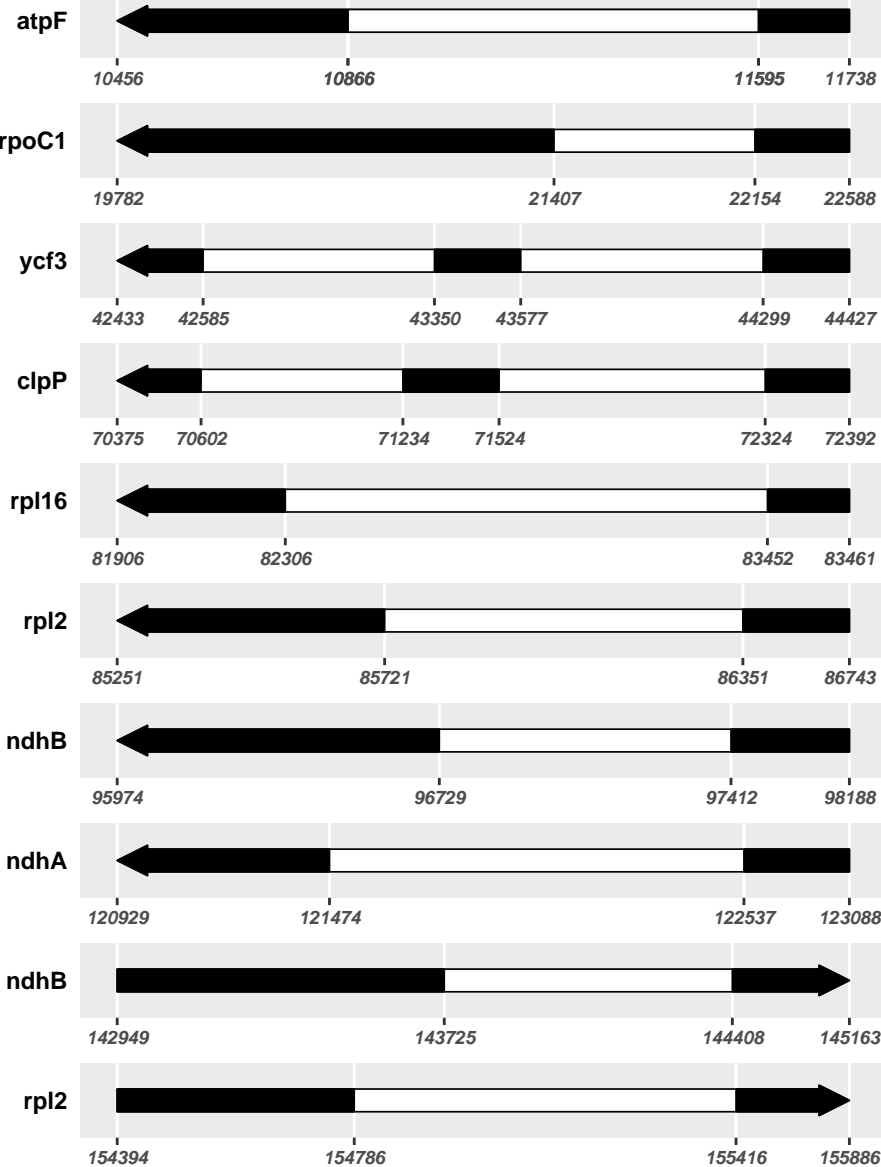 atpF
10456 10866 11595 11738
rpoC1
19782 21407 22154 22588
ycf3
42433 42585 43350 43577 44299 44427
clpP
70375 70602 71234 71524 72324 72392
rpl16
81906 82306 83452 83461
rpl2
85251 85721 86351 86743
ndhB
95974 96729 97412 98188
ndhA
120929 121474 122537 123088
ndhB
142949 143725 144408 145163
rpl2
154394 154786 155416 155886